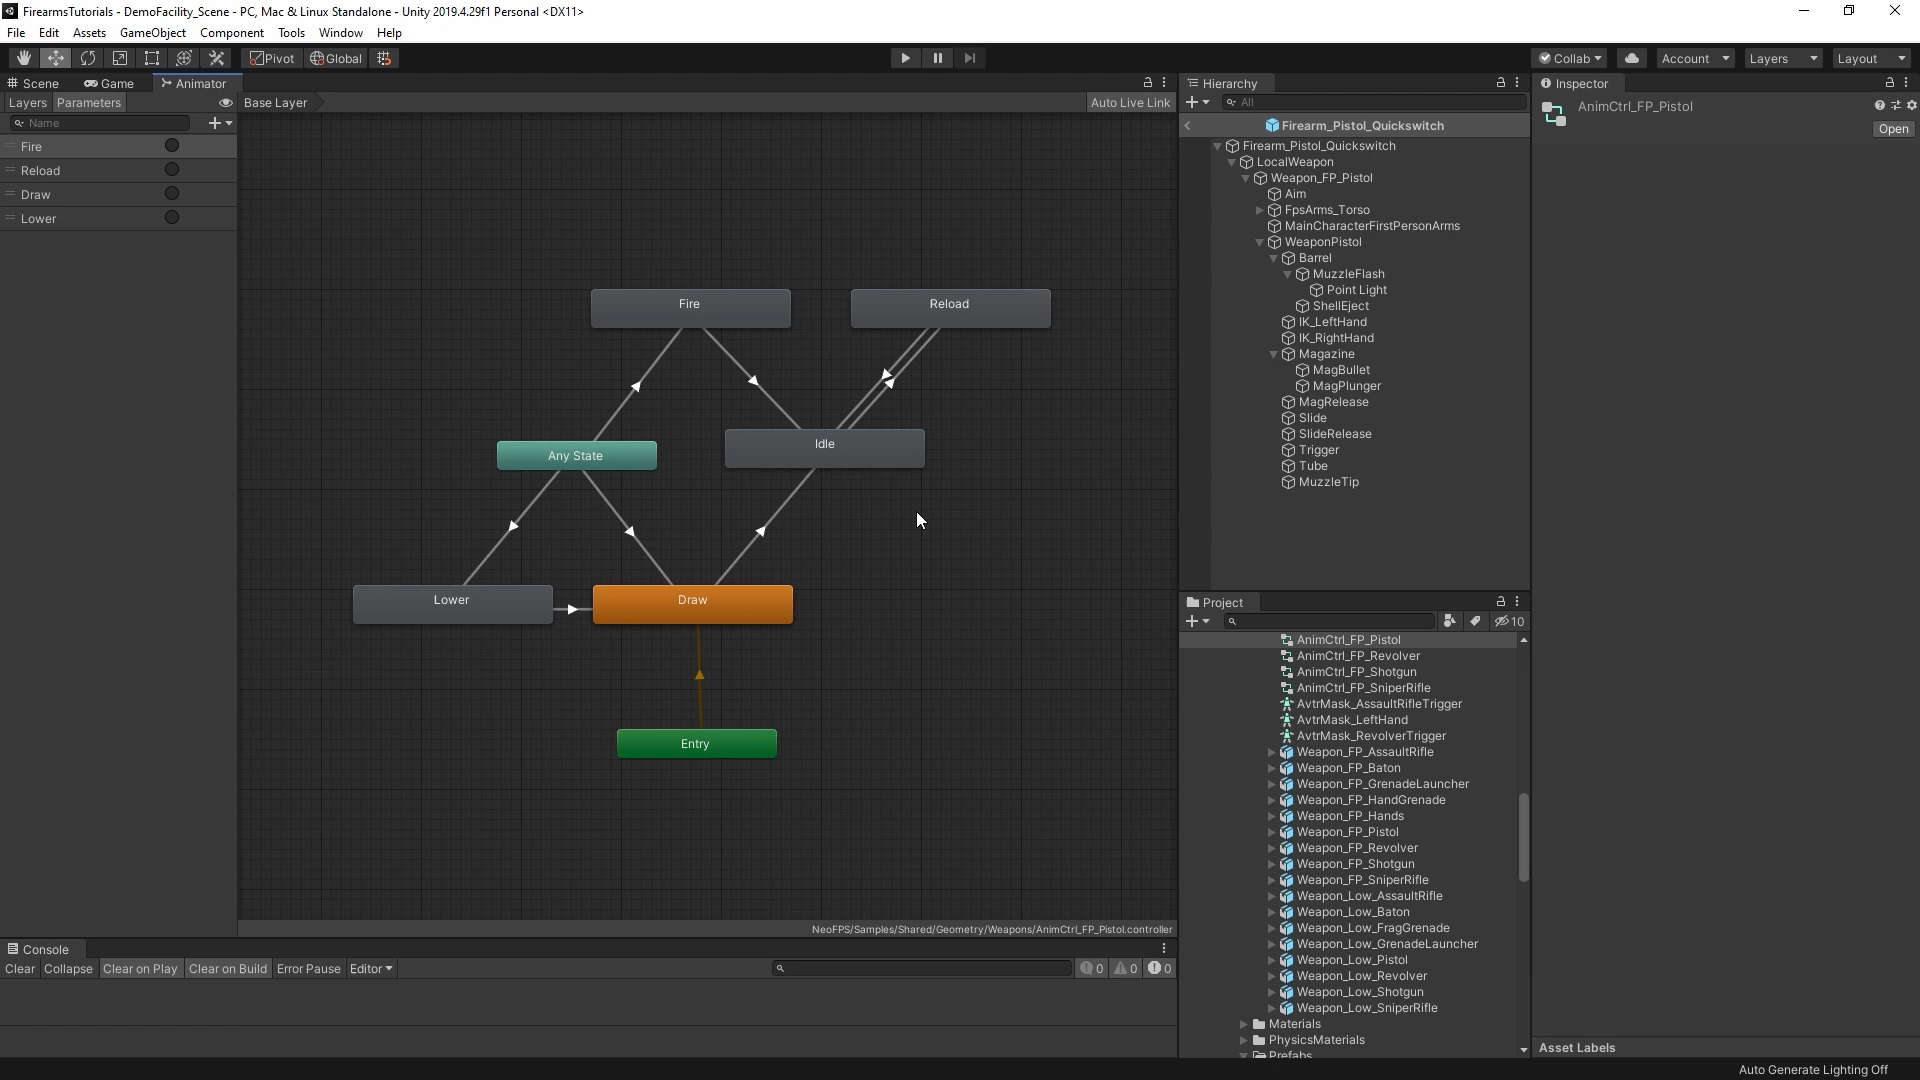 FirearmsTutorials - DemoFacility_Scene - PC, Mac & Linux Standalone - Unity 2019.4.29f1 Personal <DX11>
File Edit Assets GameObject Component Tools Window Help
Pivot Global Collab Account Layers Layout
Scene Game Animator
Layers Parameters Base Layer Auto Live Link
Name
Fire
Reload
Draw
Lower
Fire
Reload
Any State
Idle
Lower
Draw
Entry
NeoFPS/Samples/Shared/Geometry/Weapons/AnimCtrl_FP_Pistol.controller
Console
Clear Collapse Clear on Play Clear on Build Error Pause Editor 0 0 0
Hierarchy
All
Firearm_Pistol_Quickswitch
Firearm_Pistol_Quickswitch
LocalWeapon
Weapon_FP_Pistol
Aim
FpsArms_Torso
MainCharacterFirstPersonArms
WeaponPistol
Barrel
MuzzleFlash
Point Light
ShellEject
IK_LeftHand
IK_RightHand
Magazine
MagBullet
MagPlunger
MagRelease
Slide
SlideRelease
Trigger
Tube
MuzzleTip
Project
10
AnimCtrl_FP_Pistol
AnimCtrl_FP_Revolver
AnimCtrl_FP_Shotgun
AnimCtrl_FP_SniperRifle
AvtrMask_AssaultRifleTrigger
AvtrMask_LeftHand
AvtrMask_RevolverTrigger
Weapon_FP_AssaultRifle
Weapon_FP_Baton
Weapon_FP_GrenadeLauncher
Weapon_FP_HandGrenade
Weapon_FP_Hands
Weapon_FP_Pistol
Weapon_FP_Revolver
Weapon_FP_Shotgun
Weapon_FP_SniperRifle
Weapon_Low_AssaultRifle
Weapon_Low_Baton
Weapon_Low_FragGrenade
Weapon_Low_GrenadeLauncher
Weapon_Low_Pistol
Weapon_Low_Revolver
Weapon_Low_Shotgun
Weapon_Low_SniperRifle
Materials
PhysicsMaterials
Prefabs
Inspector
AnimCtrl_FP_Pistol
Open
Asset Labels
Auto Generate Lighting Off